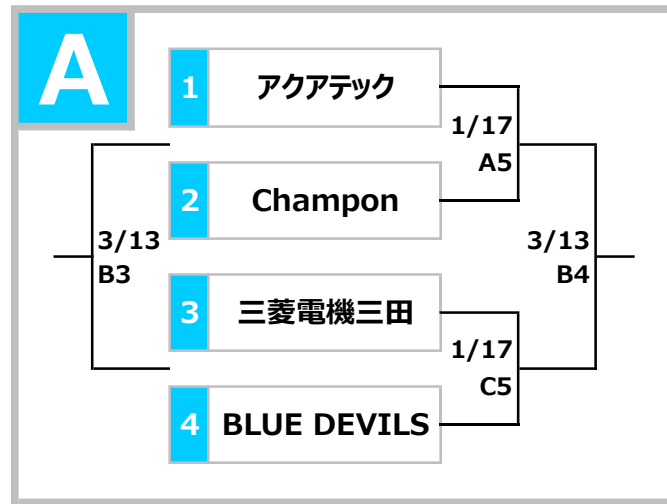 A
1 アクアテック
1/17
A5
2 Champon
3/13
B3
3/13
B4
3 三菱電機三田
1/17
C5
4 BLUE DEVILS